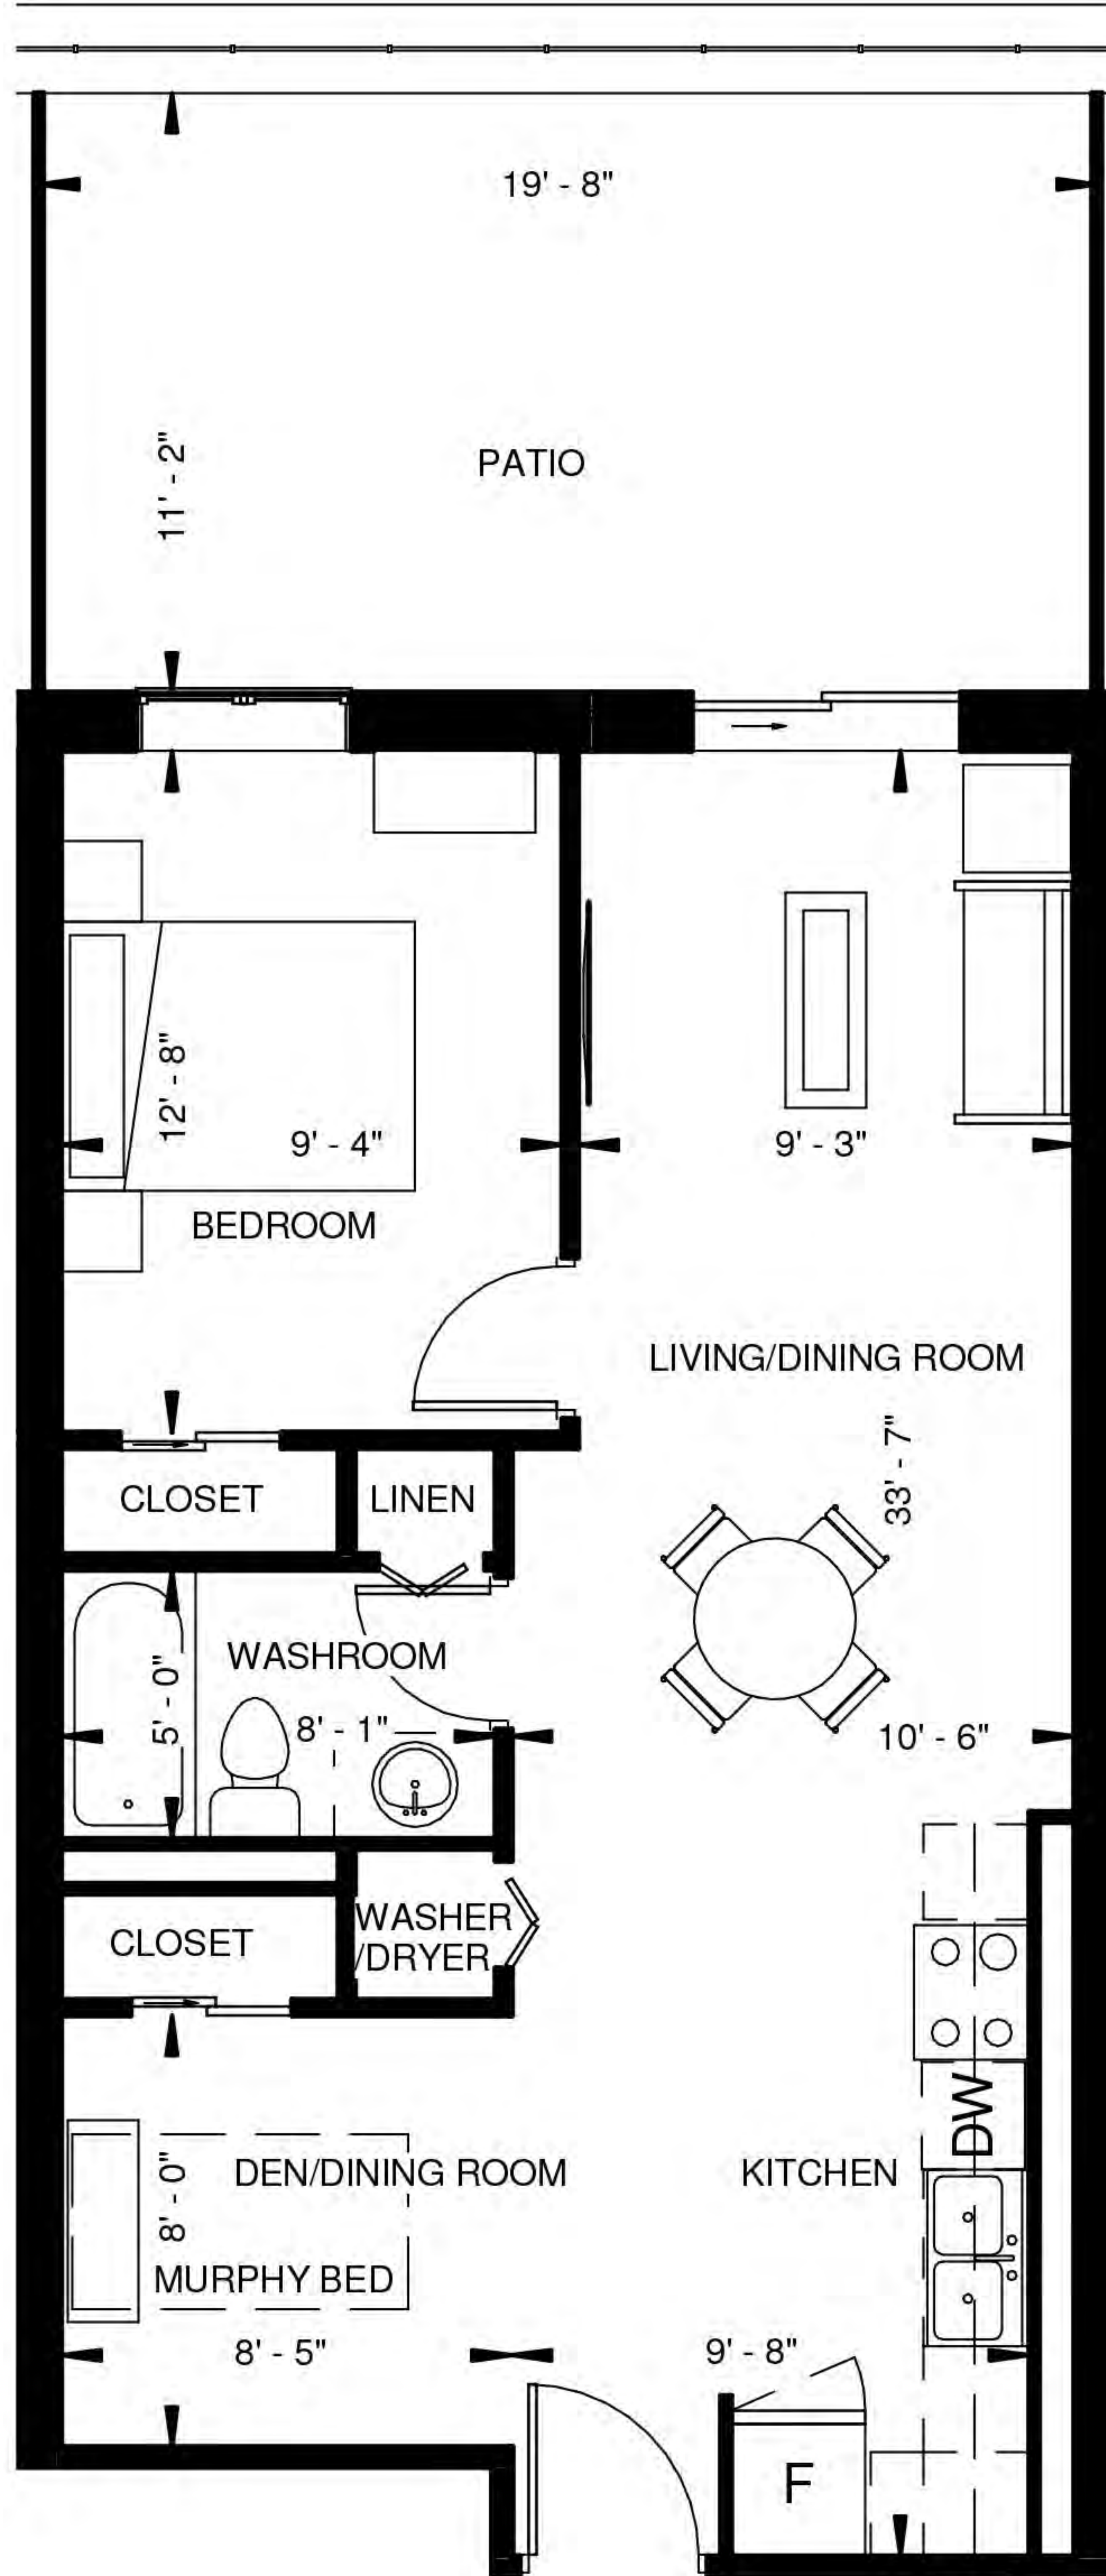 19' - 8"
11' - 2"
PATIO
12' - 8"
9' - 4"
9' - 3"
BEDROOM
LIVING/DINING ROOM
33' - 7"
CLOSET
LINEN
WASHROOM
5' - 0"
8' - 1"
10' - 6"
CLOSET
WASHER
/DRYER
DW
8' - 0"
DEN/DINING ROOM
KITCHEN
MURPHY BED
8' - 5"
9' - 8"
F